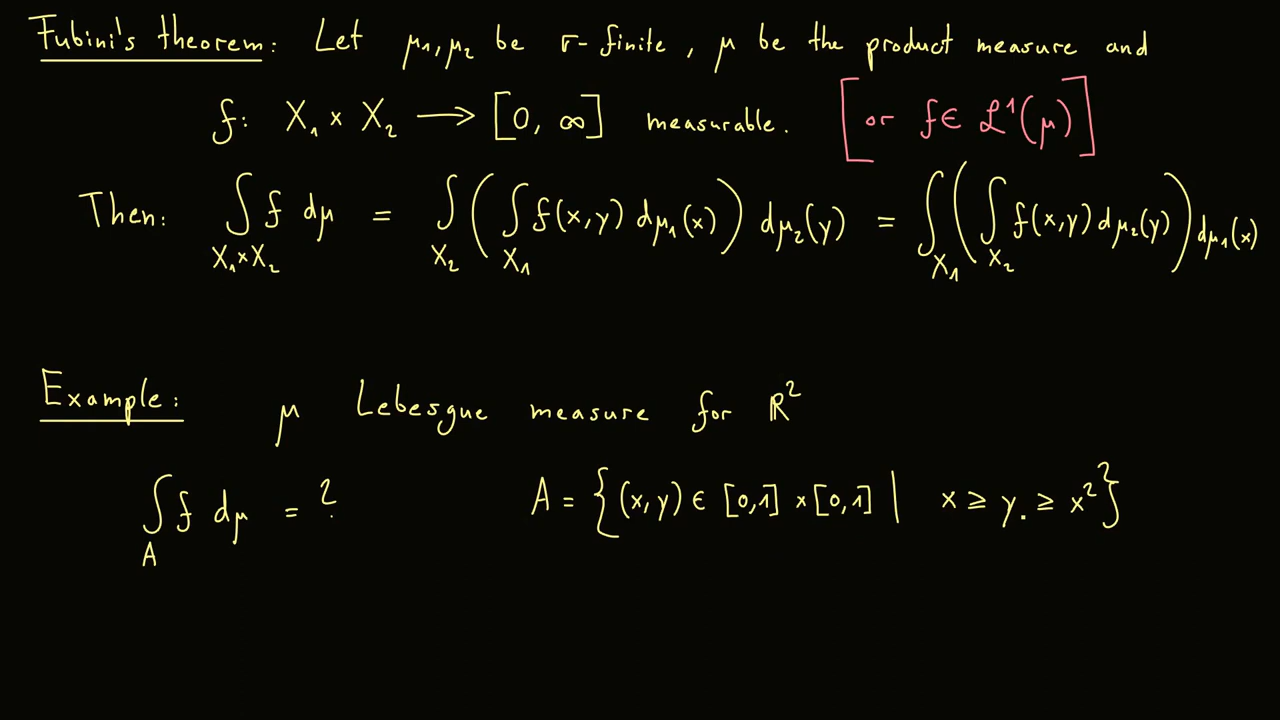 Fubini's theorem: Let μ₁, μ₂ be σ-finite, μ be the product measure and
f: X₁ × X₂ ⟶ [0, ∞] measurable. [or f ∈ ℒ¹(μ)]
Then: ∫_{X₁×X₂} f dμ = ∫_{X₂} ( ∫_{X₁} f(x,y) dμ₁(x) ) dμ₂(y) = ∫_{X₁} ( ∫_{X₂} f(x,y) dμ₂(y) ) dμ₁(x)
Example: μ Lebesgue measure for ℝ²
∫_A f dμ = ? A = {(x,y) ∈ [0,1] × [0,1] | x ≥ y ≥ x²}